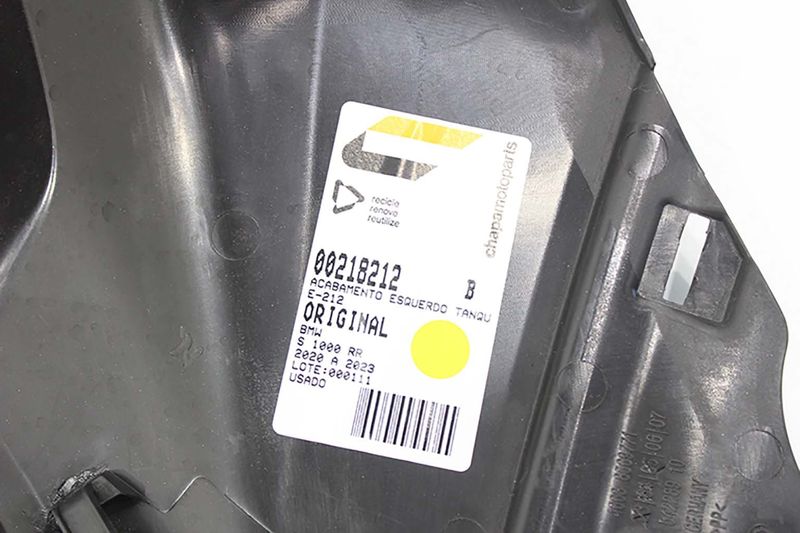 recicle
renove
reutilize
chapamotoparts
00218212 B
ACABAMENTO ESQUERDO TANQU
E-212
ORIGINAL
BMW
S 1000 RR
2020 A 2023
LOTE:000111
USADO
GERMANY